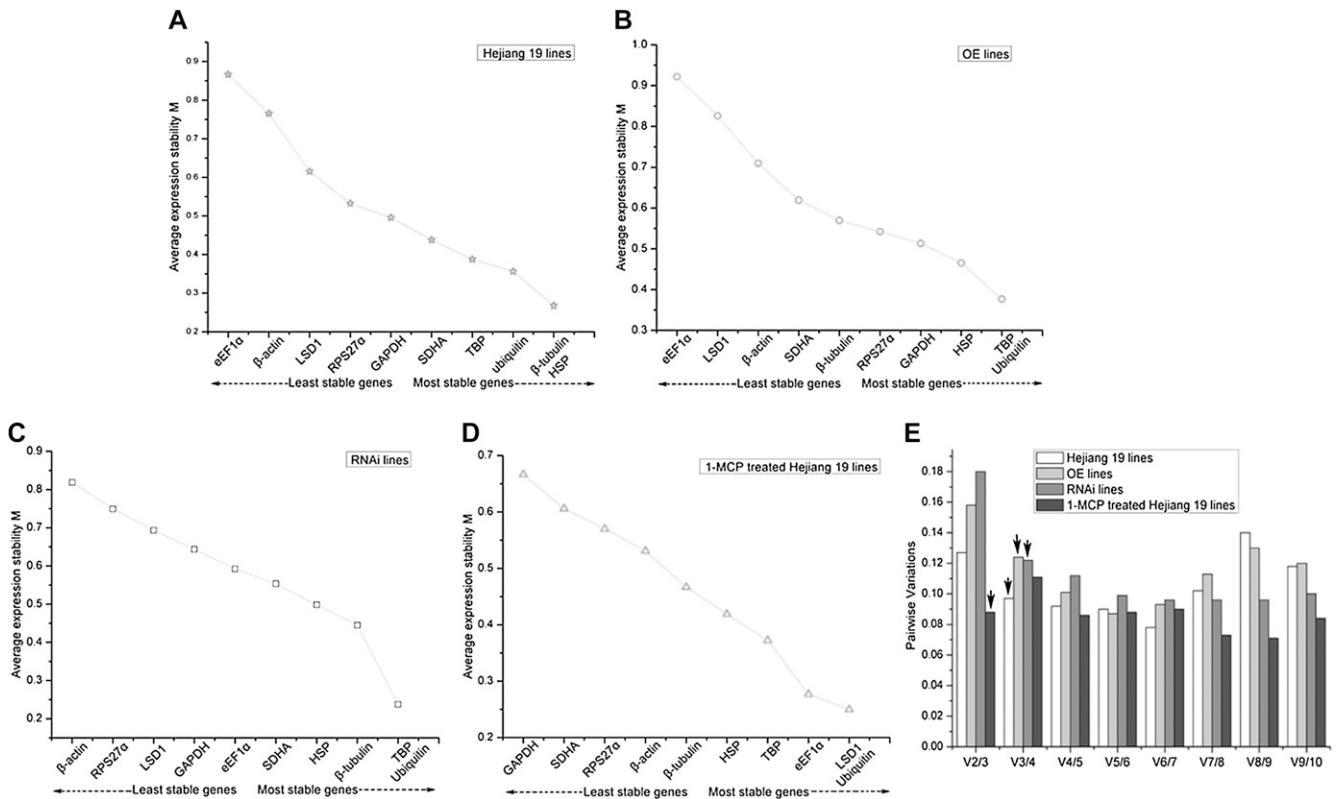 A
Hejiang 19 lines
Average expression stability M
0.9
0.8
0.7
0.6
0.5
0.4
0.3
0.2
eEF1α
β-actin
LSD1
RPS27α
GAPDH
SDHA
TBP
ubiquitin
β-tubulin
HSP
Least stable genes
Most stable genes
B
OE lines
Average expression stability M
1.0
0.9
0.8
0.7
0.6
0.5
0.4
0.3
eEF1α
LSD1
β-actin
SDHA
β-tubulin
RPS27α
GAPDH
HSP
TBP
Ubiquitin
Least stable genes
Most stable genes
C
RNAi lines
Average expression stability M
0.9
0.8
0.7
0.6
0.5
0.4
0.3
0.2
β-actin
RPS27α
LSD1
GAPDH
eEF1α
SDHA
HSP
β-tubulin
TBP
Ubiquitin
Least stable genes
Most stable genes
D
1-MCP treated Hejiang 19 lines
Average expression stability M
0.7
0.6
0.5
0.4
0.3
0.2
GAPDH
SDHA
RPS27α
β-actin
β-tubulin
HSP
TBP
eEF1α
LSD1
Ubiquitin
Least stable genes
Most stable genes
E
Hejiang 19 lines
OE lines
RNAi lines
1-MCP treated Hejiang 19 lines
Pairwise Variations
0.18
0.16
0.14
0.12
0.10
0.08
0.06
0.04
0.02
0.00
V2/3
V3/4
V4/5
V5/6
V6/7
V7/8
V8/9
V9/10